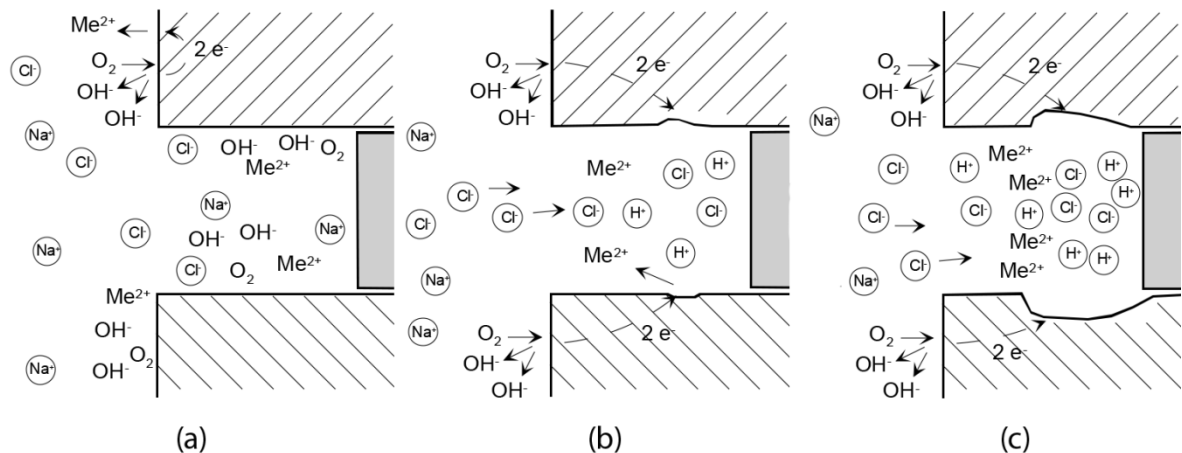 Me²⁺
2 e⁻
O₂
Cl⁻
OH⁻
OH⁻
Na⁺
Cl⁻
Cl⁻
OH⁻
OH⁻
O₂
Me²⁺
Na⁺
Cl⁻
OH⁻
OH⁻
Na⁺
Na⁺
Cl⁻
O₂
Me²⁺
Me²⁺
OH⁻
O₂
OH⁻
Na⁺
(a)
O₂
2 e⁻
OH⁻
OH⁻
Na⁺
Me²⁺
Cl⁻
H⁺
Cl⁻
Cl⁻
Cl⁻
Cl⁻
H⁺
Cl⁻
Me²⁺
H⁺
Na⁺
Na⁺
O₂
2 e⁻
OH⁻
OH⁻
(b)
O₂
2 e⁻
OH⁻
OH⁻
Na⁺
Me²⁺
Cl⁻
H⁺
Cl⁻
H⁺
Me²⁺
H⁺
Cl⁻
Cl⁻
H⁺
Cl⁻
Cl⁻
Me²⁺
H⁺
H⁺
Cl⁻
Me²⁺
Na⁺
O₂
2 e⁻
OH⁻
OH⁻
(c)